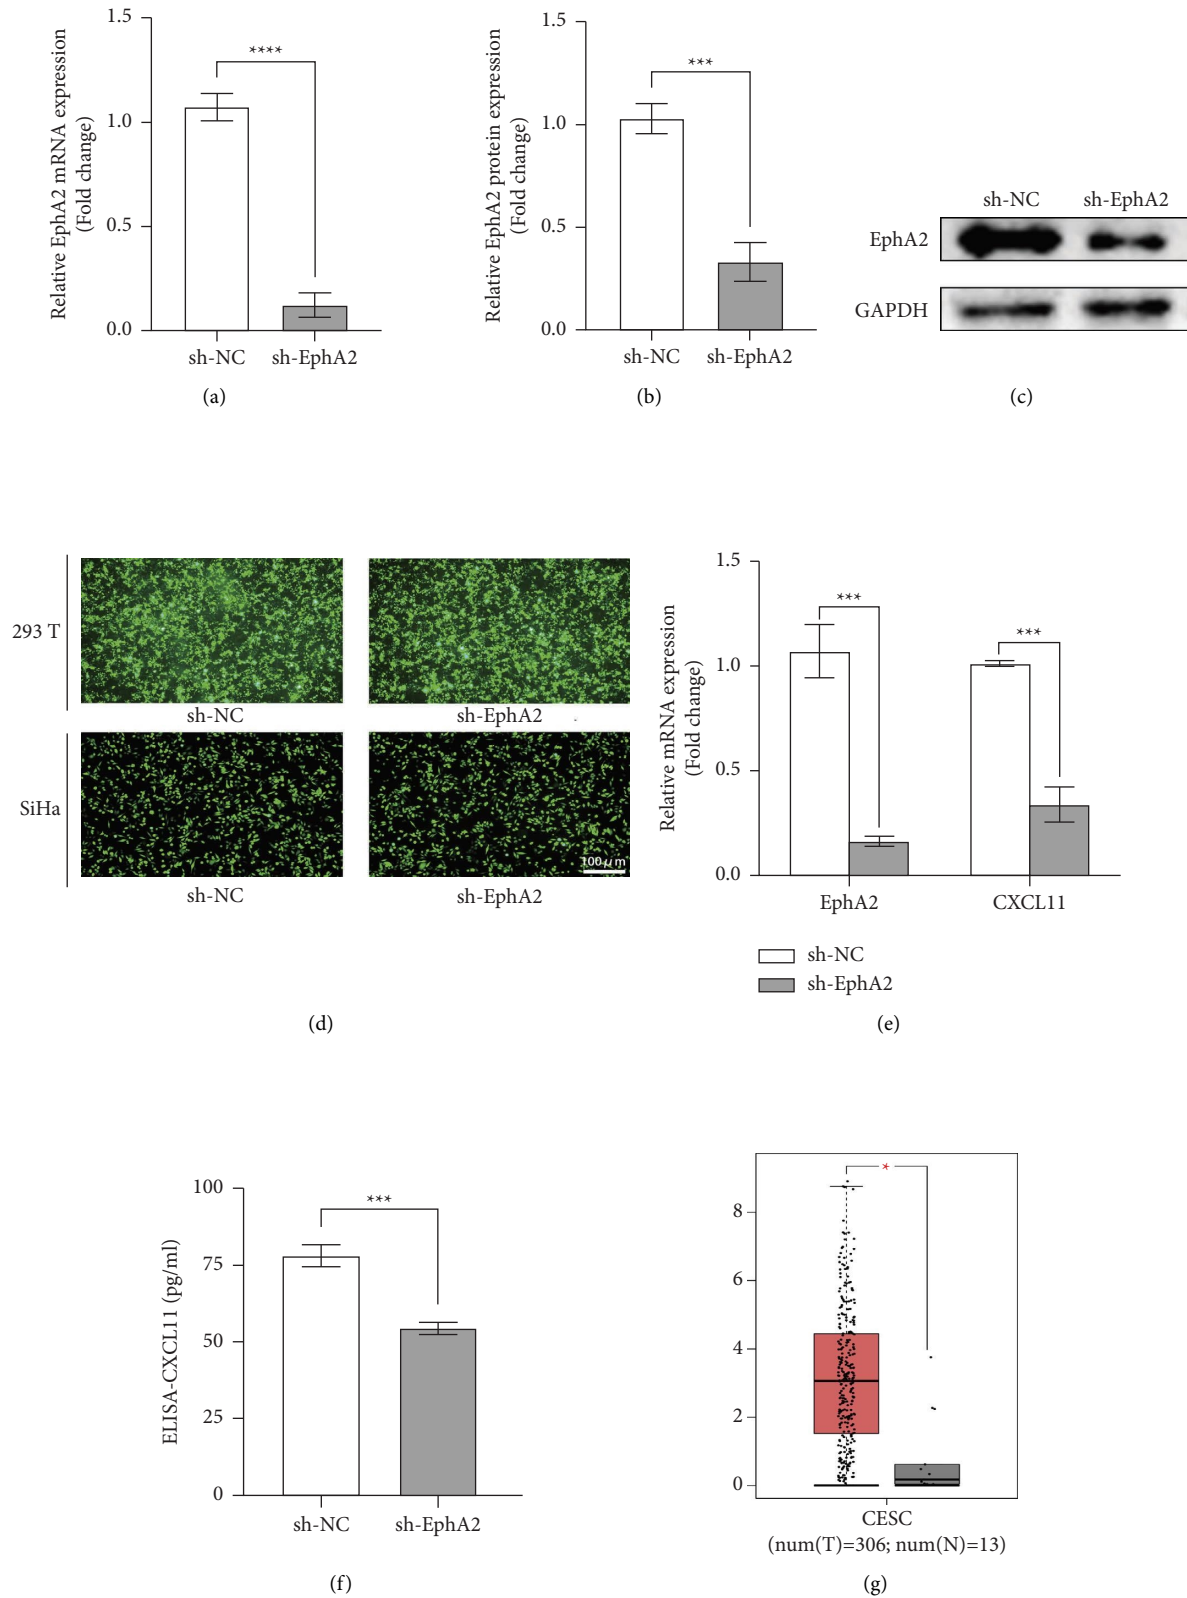 Relative EphA2 mRNA expression
(Fold change)
1.5
1.0
0.5
0.0
****
sh-NC
sh-EphA2
(a)
Relative EphA2 protein expression
(Fold change)
1.5
1.0
0.5
0.0
***
sh-NC
sh-EphA2
(b)
sh-NC
sh-EphA2
EphA2
GAPDH
(c)
293 T
sh-NC
sh-EphA2
SiHa
100 μm
sh-NC
sh-EphA2
(d)
Relative mRNA expression
(Fold change)
1.5
1.0
0.5
0.0
***
***
EphA2
CXCL11
sh-NC
sh-EphA2
(e)
ELISA-CXCL11 (pg/ml)
100
75
50
25
0
***
sh-NC
sh-EphA2
(f)
8
6
4
2
0
*
CESC
(num(T)=306; num(N)=13)
(g)